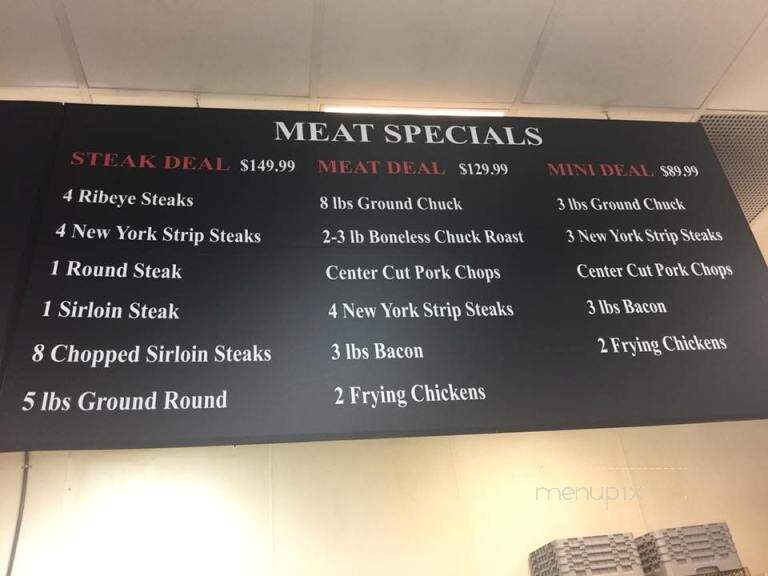 MEAT SPECIALS
STEAK DEAL $149.99
4 Ribeye Steaks
4 New York Strip Steaks
1 Round Steak
1 Sirloin Steak
8 Chopped Sirloin Steaks
5 lbs Ground Round
MEAT DEAL $129.99
8 lbs Ground Chuck
2-3 lb Boneless Chuck Roast
Center Cut Pork Chops
4 New York Strip Steaks
3 lbs Bacon
2 Frying Chickens
MINI DEAL $89.99
3 lbs Ground Chuck
3 New York Strip Steaks
Center Cut Pork Chops
3 lbs Bacon
2 Frying Chickens
menupix